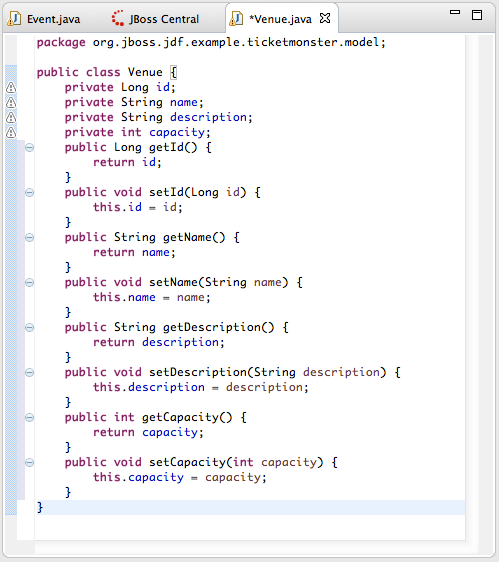 Event.java JBoss Central *Venue.java
package org.jboss.jdf.example.ticketmonster.model;
public class Venue {
    private Long id;
    private String name;
    private String description;
    private int capacity;
    public Long getId() {
        return id;
    }
    public void setId(Long id) {
        this.id = id;
    }
    public String getName() {
        return name;
    }
    public void setName(String name) {
        this.name = name;
    }
    public String getDescription() {
        return description;
    }
    public void setDescription(String description) {
        this.description = description;
    }
    public int getCapacity() {
        return capacity;
    }
    public void setCapacity(int capacity) {
        this.capacity = capacity;
    }
}